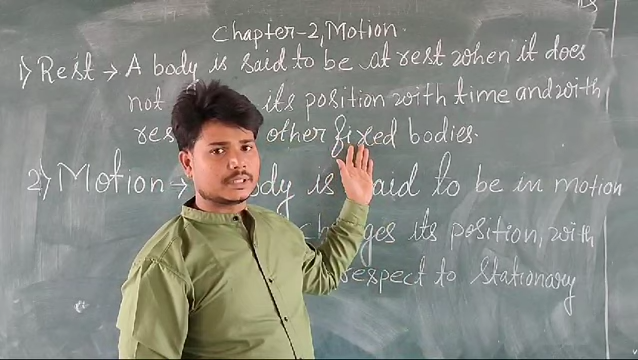 Chapter-2, Motion.
1) Rest → A body is said to be at rest when it does
not its position with time and with
res other fixed bodies.
2) Motion → body is said to be in motion
its position, with
respect to stationary